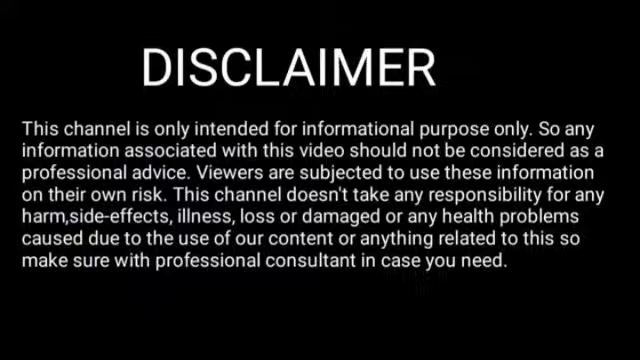 DISCLAIMER
This channel is only intended for informational purpose only. So any
information associated with this video should not be considered as a
professional advice. Viewers are subjected to use these information
on their own risk. This channel doesn't take any responsibility for any
harm,side-effects, illness, loss or damaged or any health problems
caused due to the use of our content or anything related to this so
make sure with professional consultant in case you need.